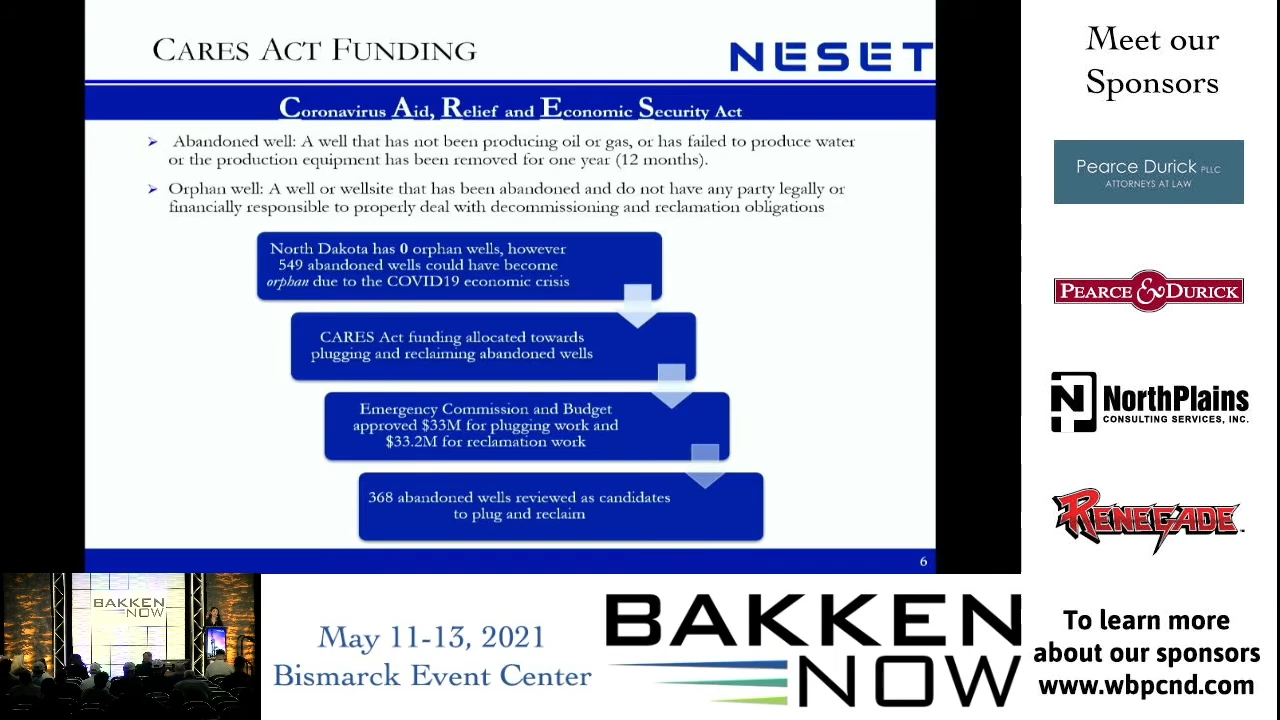 CARES ACT FUNDING
NESET
Coronavirus Aid, Relief and Economic Security Act
Abandoned well: A well that has not been producing oil or gas, or has failed to produce water
or the production equipment has been removed for one year (12 months).
Orphan well: A well or wellsite that has been abandoned and do not have any party legally or
financially responsible to properly deal with decommissioning and reclamation obligations
North Dakota has 0 orphan wells, however
549 abandoned wells could have become
orphan due to the COVID19 economic crisis
CARES Act funding allocated towards
plugging and reclaiming abandoned wells
Emergency Commission and Budget
approved $33M for plugging work and
$33.2M for reclamation work
368 abandoned wells reviewed as candidates
to plug and reclaim
6
Meet our
Sponsors
Pearce Durick PLLC
ATTORNEYS AT LAW
PEARCE & DURICK
N NorthPlains
CONSULTING SERVICES, INC.
RENEGADE
To learn more
about our sponsors
www.wbpcnd.com
BAKKEN
NOW
May 11-13, 2021
Bismarck Event Center
BAKKEN
NOW